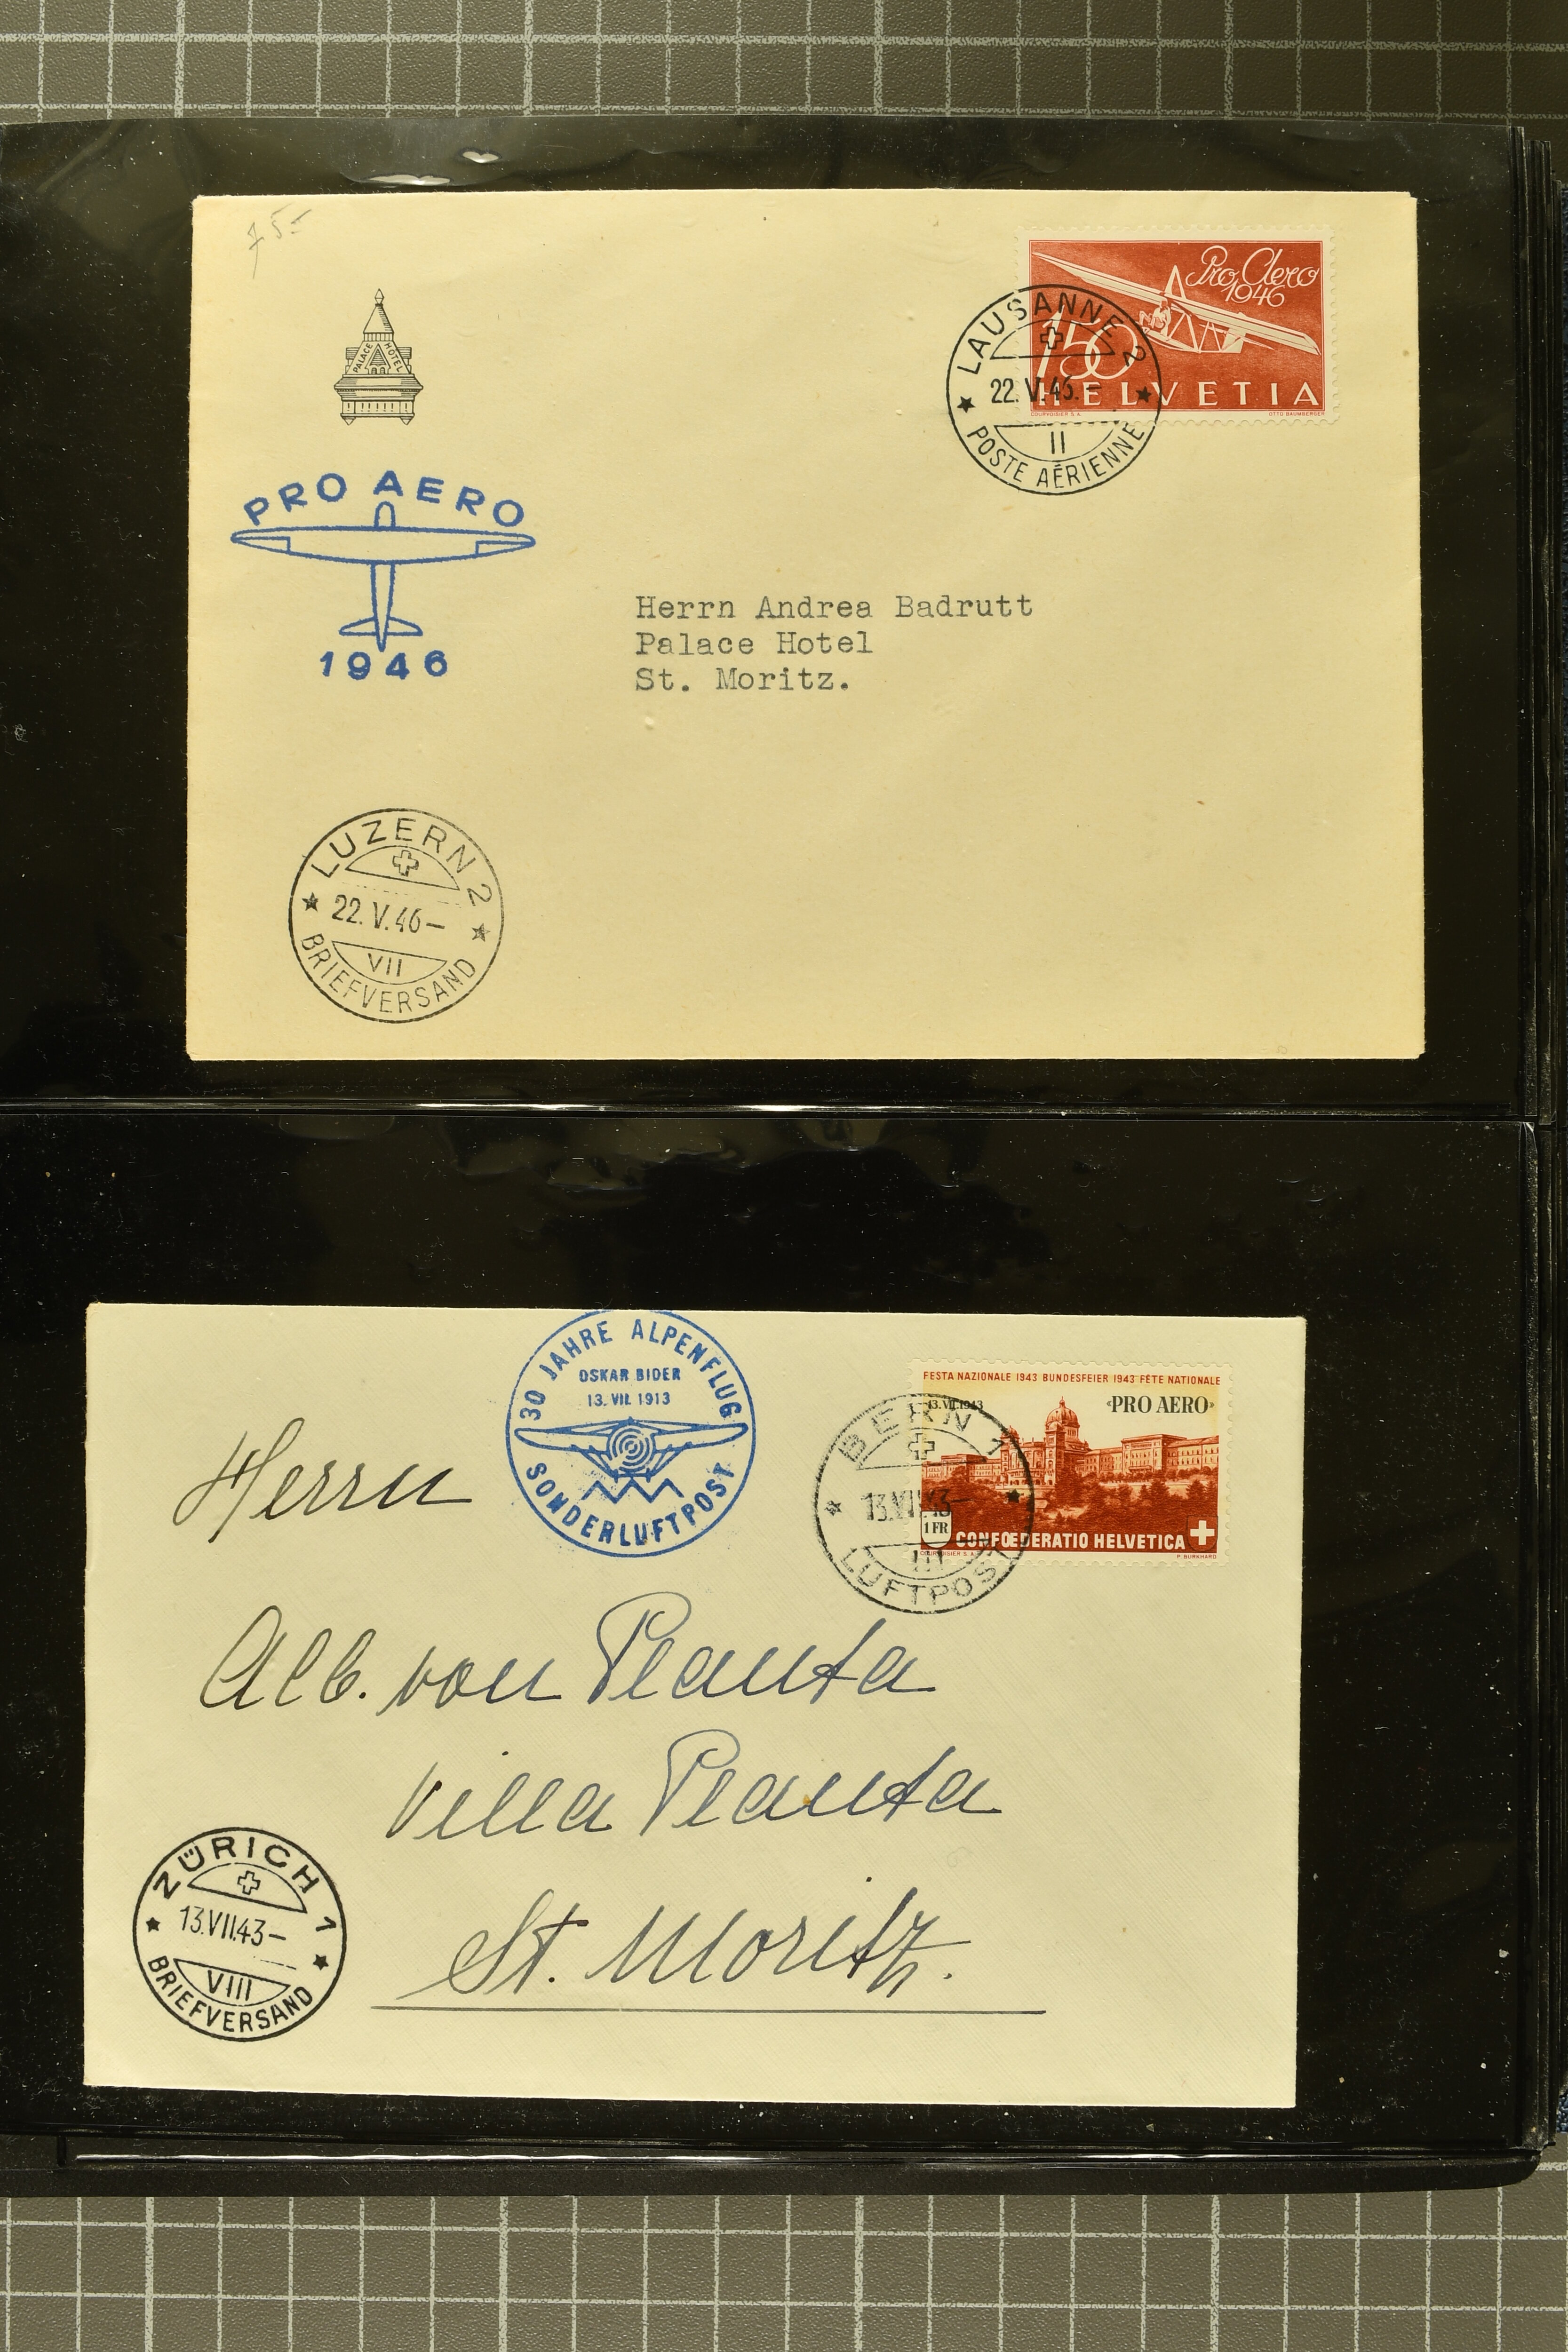 75-
PALACE HOTEL
Pro Aero
1946
150
HELVETIA
COURVOISIER S.A.
OTTO BAUMBERGER
LAUSANNE 2
22. V. 46. -
II
POSTE AÉRIENNE
PRO AERO
1946
Herrn Andrea Badrutt
Palace Hotel
St. Moritz.
LUZERN 2
22. V. 46 -
VII
BRIEFVERSAND
30 JAHRE ALPENFLUG
OSKAR BIDER
13. VII. 1913
SONDERLUFTPOST
FESTA NAZIONALE 1943 BUNDESFEIER 1943 FÊTE NATIONALE
13.VII.1943
«PRO AERO»
1 FR
CONFŒDERATIO HELVETICA
COURVOISIER S.A.
F. BURKHARD
BERN 1
13.VII.43-
III
LUFTPOST
Herrn
Alb. von Planta
Villa Planta
St. Moritz.
ZÜRICH 1
13.VII.43-
VIII
BRIEFVERSAND